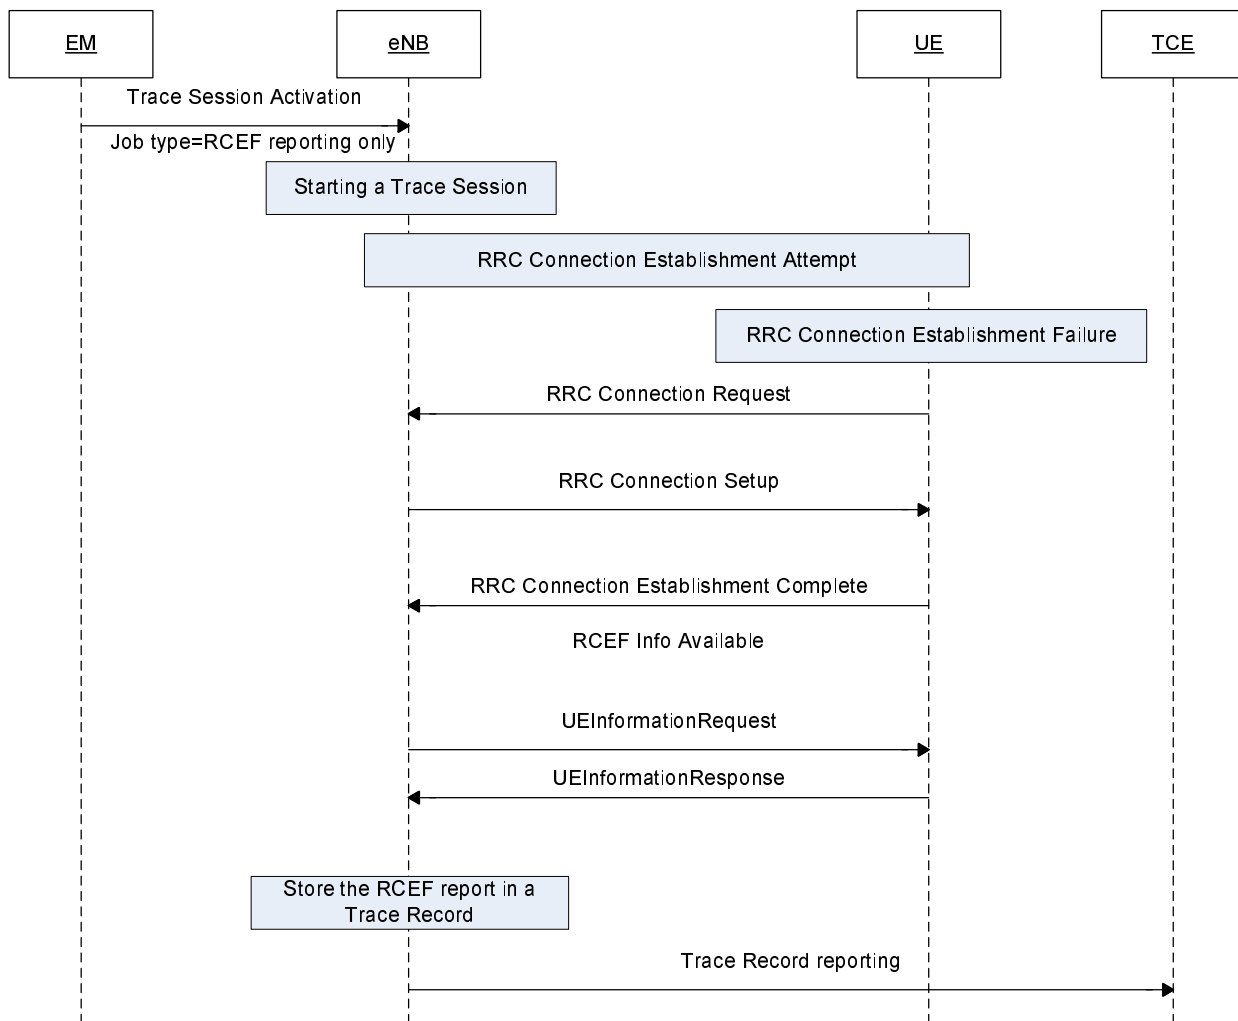 EM
eNB
UE
TCE
Trace Session Activation
Job type=RCEF reporting only
Starting a Trace Session
RRC Connection Establishment Attempt
RRC Connection Establishment Failure
RRC Connection Request
RRC Connection Setup
RRC Connection Establishment Complete
RCEF Info Available
UEInformationRequest
UEInformationResponse
Store the RCEF report in a
Trace Record
Trace Record reporting